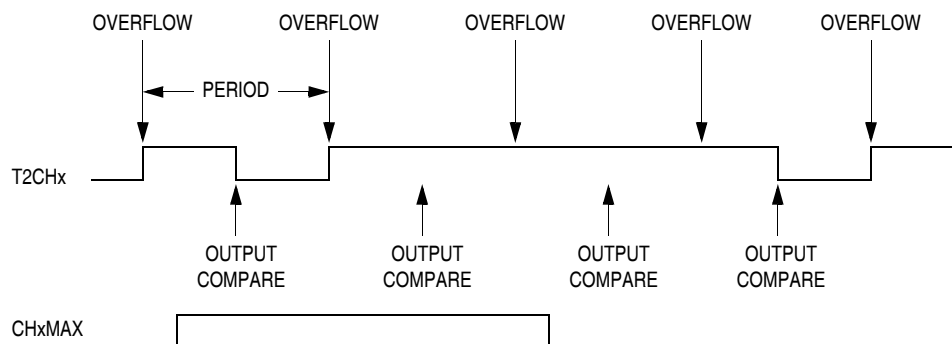 OVERFLOW OVERFLOW OVERFLOW OVERFLOW OVERFLOW
PERIOD
T2CHx
OUTPUT COMPARE
OUTPUT COMPARE
OUTPUT COMPARE
OUTPUT COMPARE
CHxMAX